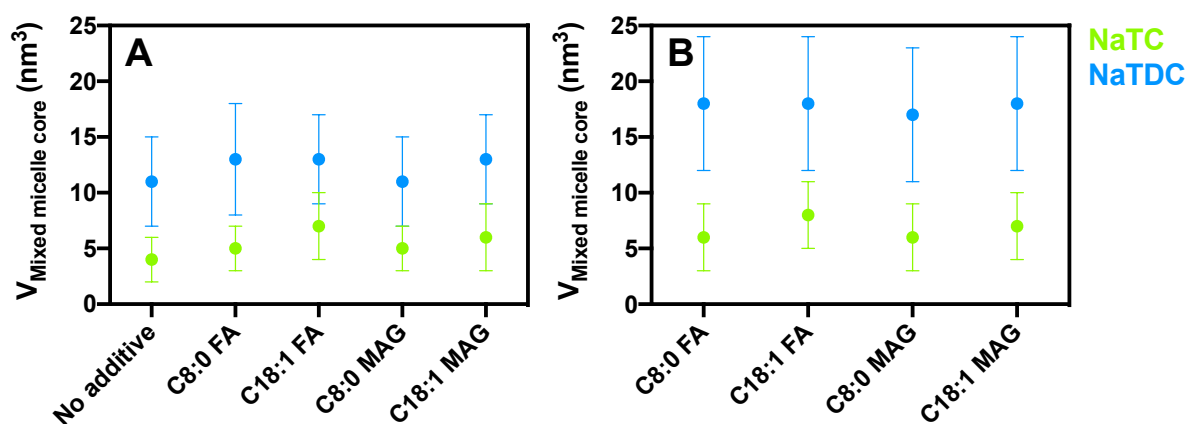 A
V Mixed micelle core (nm³)
25
20
15
10
5
0
No additive
C8:0 FA
C18:1 FA
C8:0 MAG
C18:1 MAG
B
V Mixed micelle core (nm³)
25
20
15
10
5
0
C8:0 FA
C18:1 FA
C8:0 MAG
C18:1 MAG
NaTC
NaTDC